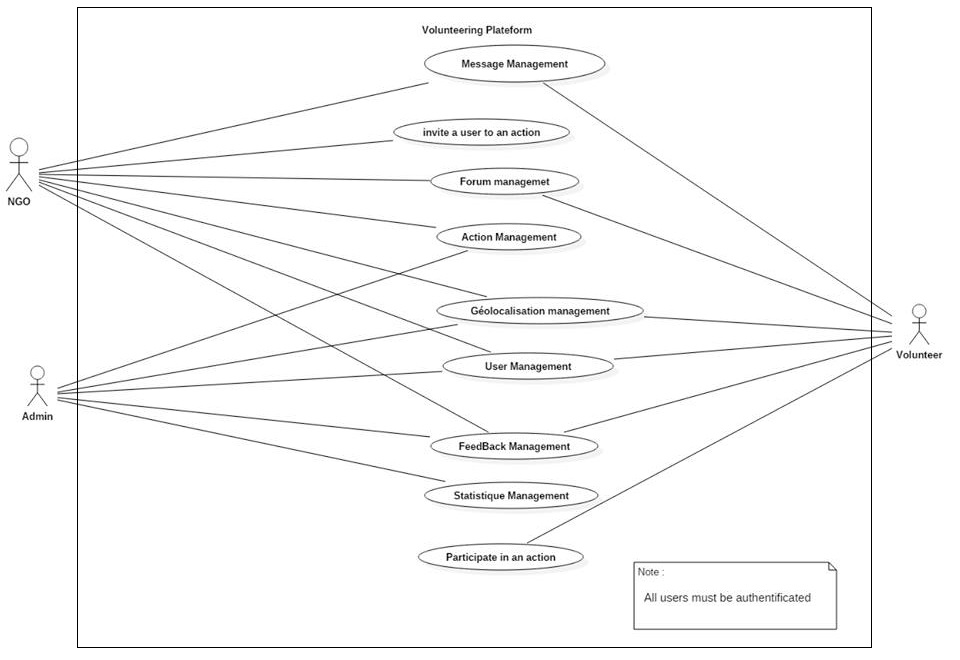 Volunteering Plateform
Message Management
invite a user to an action
NGO
Forum managemet
Action Management
Géolocalisation management
Volunteer
User Management
Admin
FeedBack Management
Statistique Management
Participate in an action
Note :
All users must be authentificated